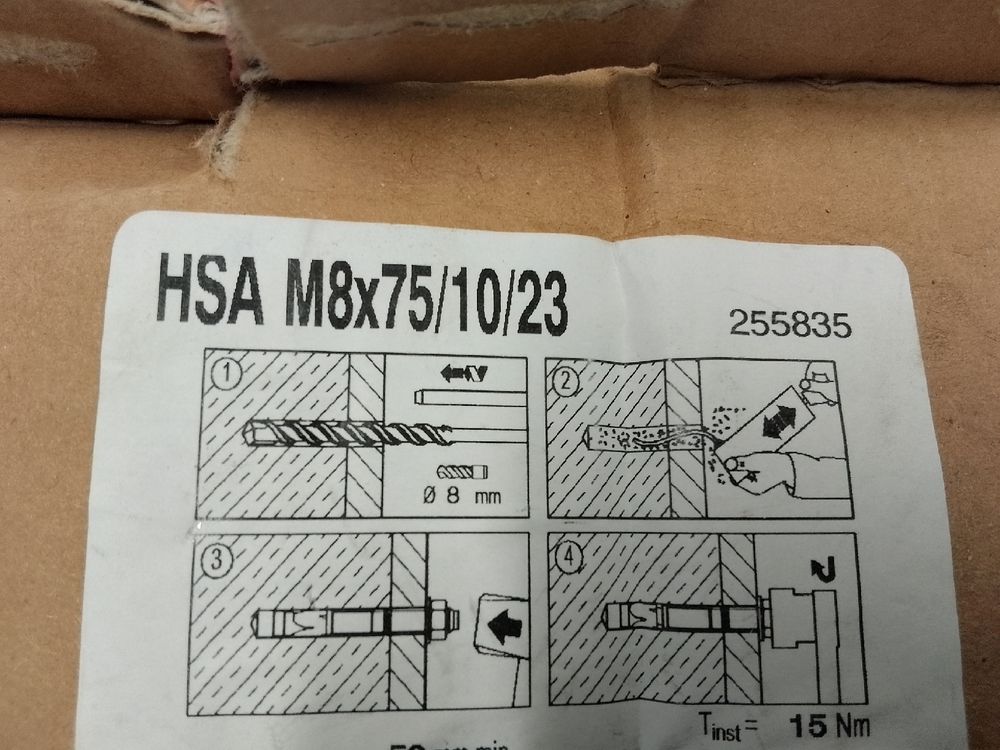 HSA M8x75/10/23
255835
1
2
Ø 8 mm
3
4
Tinst = 15 Nm